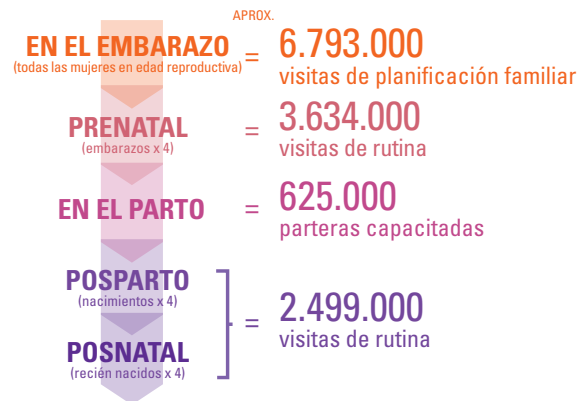 APROX.
EN EL EMBARAZO = 6.793.000
(todas las mujeres en edad reproductiva)
visitas de planificación familiar
PRENATAL = 3.634.000
(embarazos x 4)
visitas de rutina
EN EL PARTO = 625.000
parteras capacitadas
POSPARTO
(nacimientos x 4)
= 2.499.000
visitas de rutina
POSNATAL
(recién nacidos x 4)